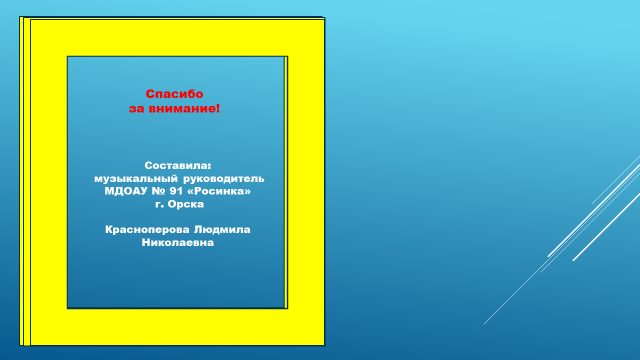 Спасибо
за внимание!
Составила:
музыкальный руководитель
МДОАУ № 91 «Росинка»
г. Орска
Красноперова Людмила
Николаевна